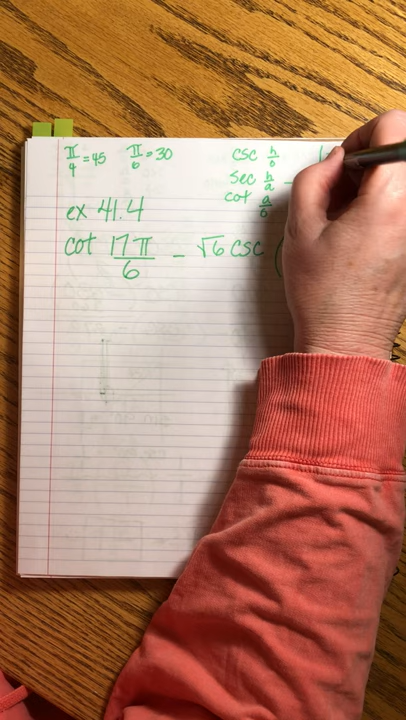 π/4 = 45 π/6 = 30 csc h/o
sec h/a
cot a/o
ex 41.4
cot 17π/6 - √6 csc (